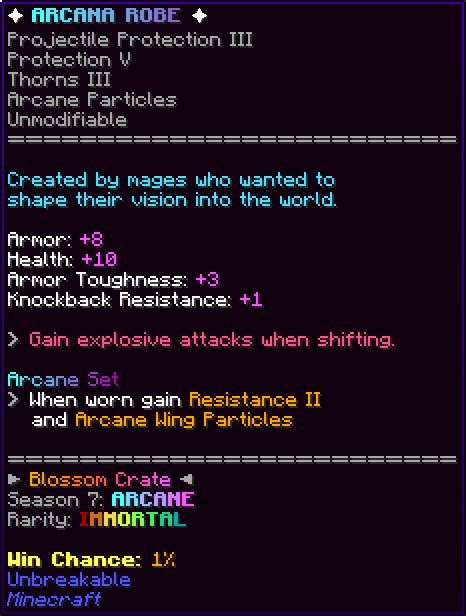 ✦ ARCANA ROBE ✦
Projectile Protection III
Protection V
Thorns III
Arcane Particles
Unmodifiable
==============================
Created by mages who wanted to
shape their vision into the world.
Armor: +8
Health: +10
Armor Toughness: +3
Knockback Resistance: +1
> Gain explosive attacks when shifting.
Arcane Set
> When worn gain Resistance II
and Arcane Wing Particles
==============================
► Blossom Crate ◄
Season 7: ARCANE
Rarity: IMMORTAL
Win Chance: 1%
Unbreakable
Minecraft